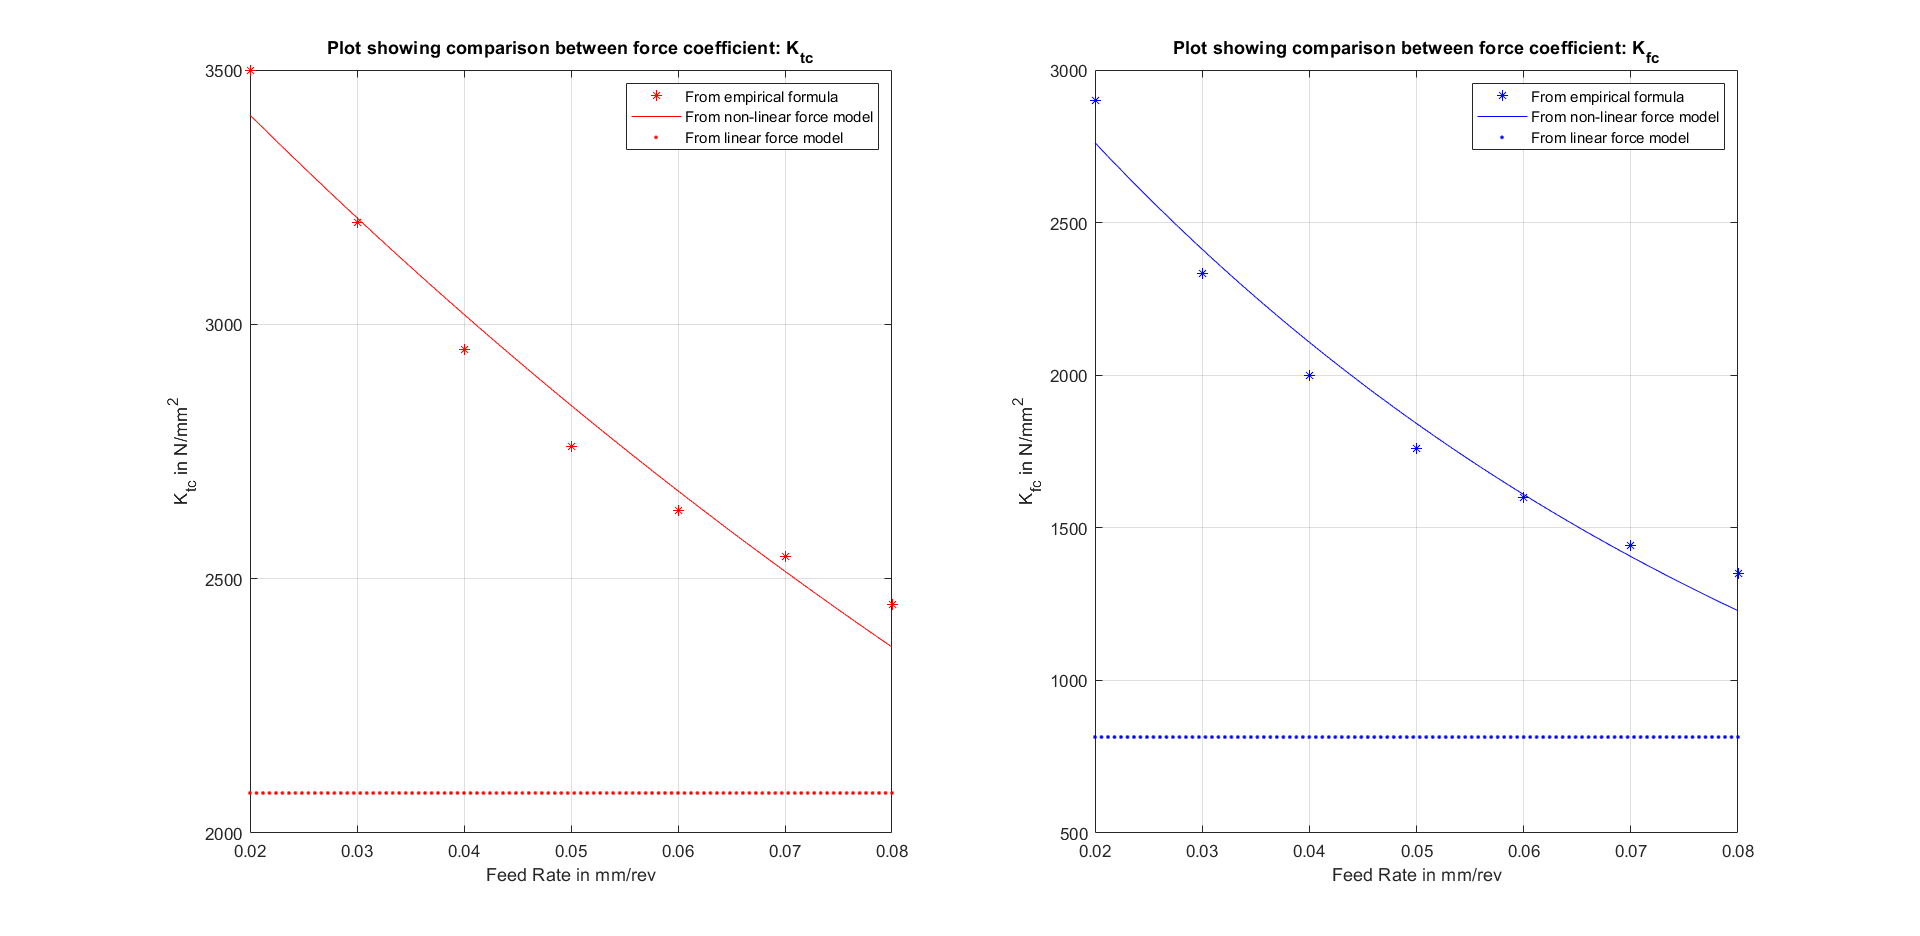 Plot showing comparison between force coefficient: K_tc
3500
3000
2500
2000
K_tc in N/mm^2
From empirical formula
From non-linear force model
From linear force model
0.02 0.03 0.04 0.05 0.06 0.07 0.08
Feed Rate in mm/rev
Plot showing comparison between force coefficient: K_fc
3000
2500
2000
1500
1000
500
K_fc in N/mm^2
From empirical formula
From non-linear force model
From linear force model
0.02 0.03 0.04 0.05 0.06 0.07 0.08
Feed Rate in mm/rev